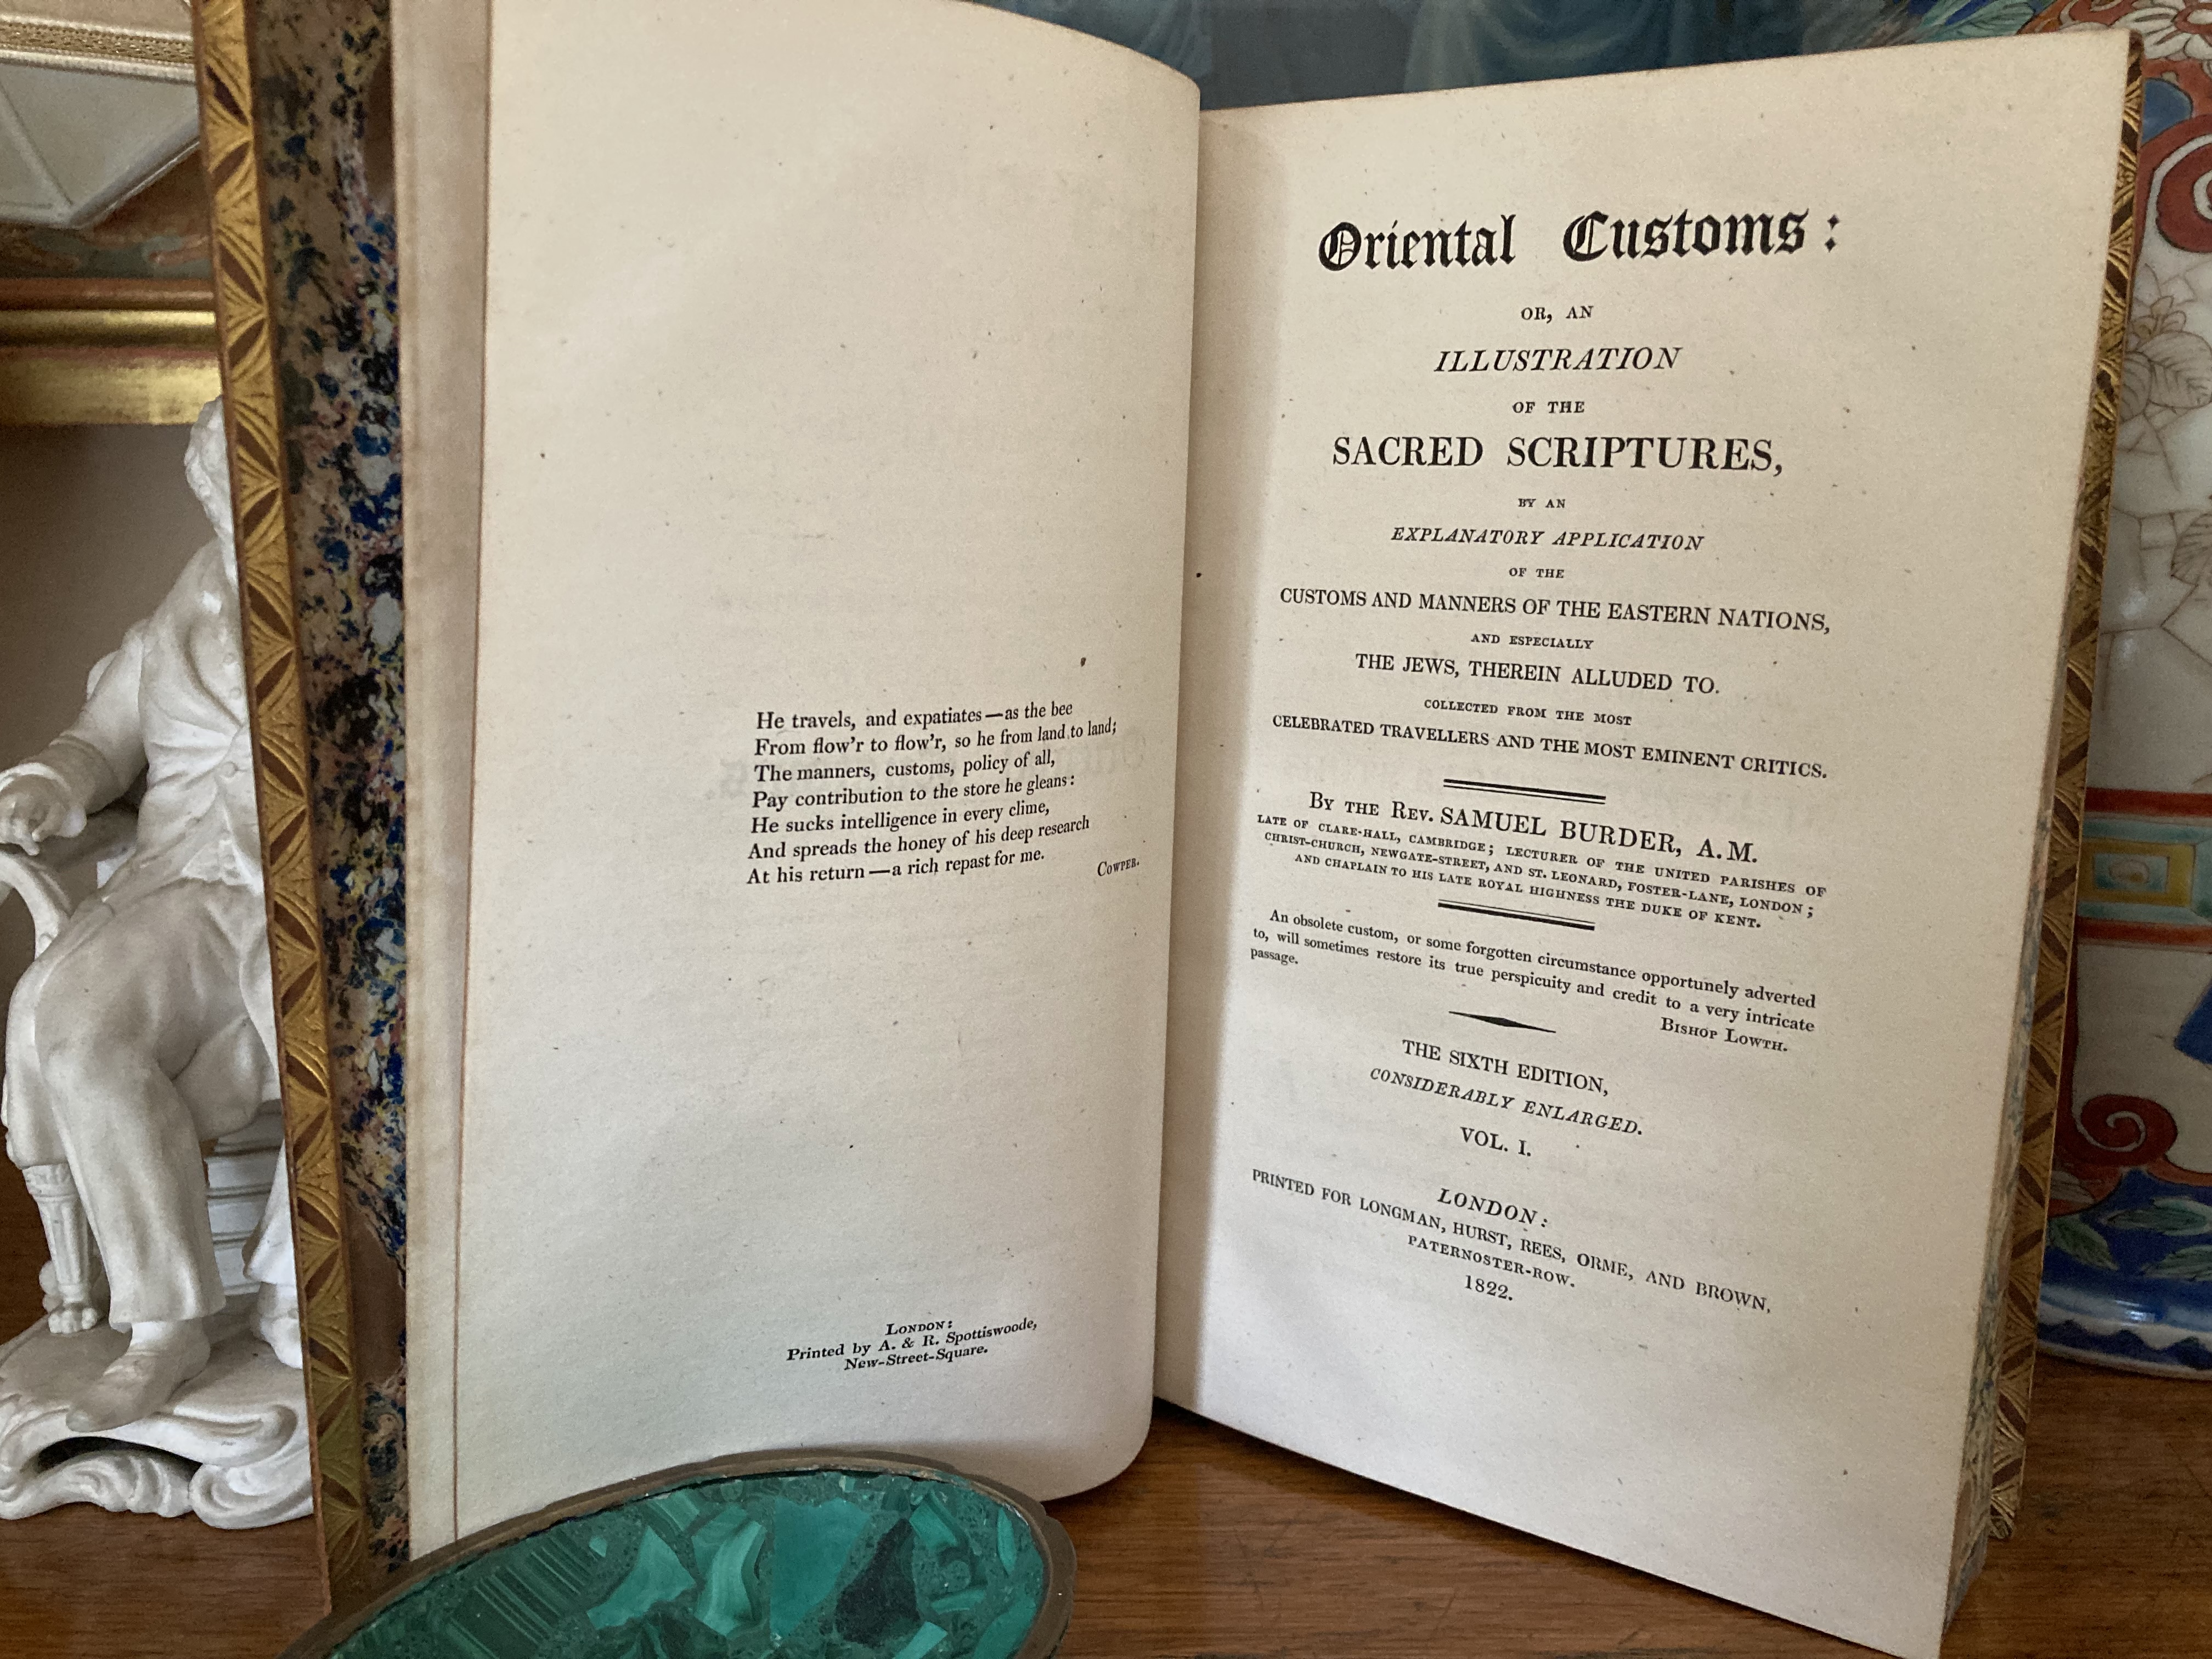 He travels, and expatiates—as the bee
From flow'r to flow'r, so he from land to land;
The manners, customs, policy of all,
Pay contribution to the store he gleans:
He sucks intelligence in every clime,
And spreads the honey of his deep research
At his return—a rich repast for me.
Cowper.
London:
Printed by A. & R. Spottiswoode,
New-Street-Square.
Oriental Customs:
OR, AN
ILLUSTRATION
OF THE
SACRED SCRIPTURES,
BY AN
EXPLANATORY APPLICATION
OF THE
CUSTOMS AND MANNERS OF THE EASTERN NATIONS,
AND ESPECIALLY
THE JEWS, THEREIN ALLUDED TO.
COLLECTED FROM THE MOST
CELEBRATED TRAVELLERS AND THE MOST EMINENT CRITICS.
By the Rev. SAMUEL BURDER, A.M.
LATE OF CLARE-HALL, CAMBRIDGE; LECTURER OF THE UNITED PARISHES OF
CHRIST-CHURCH, NEWGATE-STREET, AND ST. LEONARD, FOSTER-LANE, LONDON;
AND CHAPLAIN TO HIS LATE ROYAL HIGHNESS THE DUKE OF KENT.
An obsolete custom, or some forgotten circumstance opportunely adverted
to, will sometimes restore its true perspicuity and credit to a very intricate
passage.
Bishop Lowth.
THE SIXTH EDITION,
CONSIDERABLY ENLARGED.
VOL. I.
LONDON:
PRINTED FOR LONGMAN, HURST, REES, ORME, AND BROWN,
PATERNOSTER-ROW.
1822.